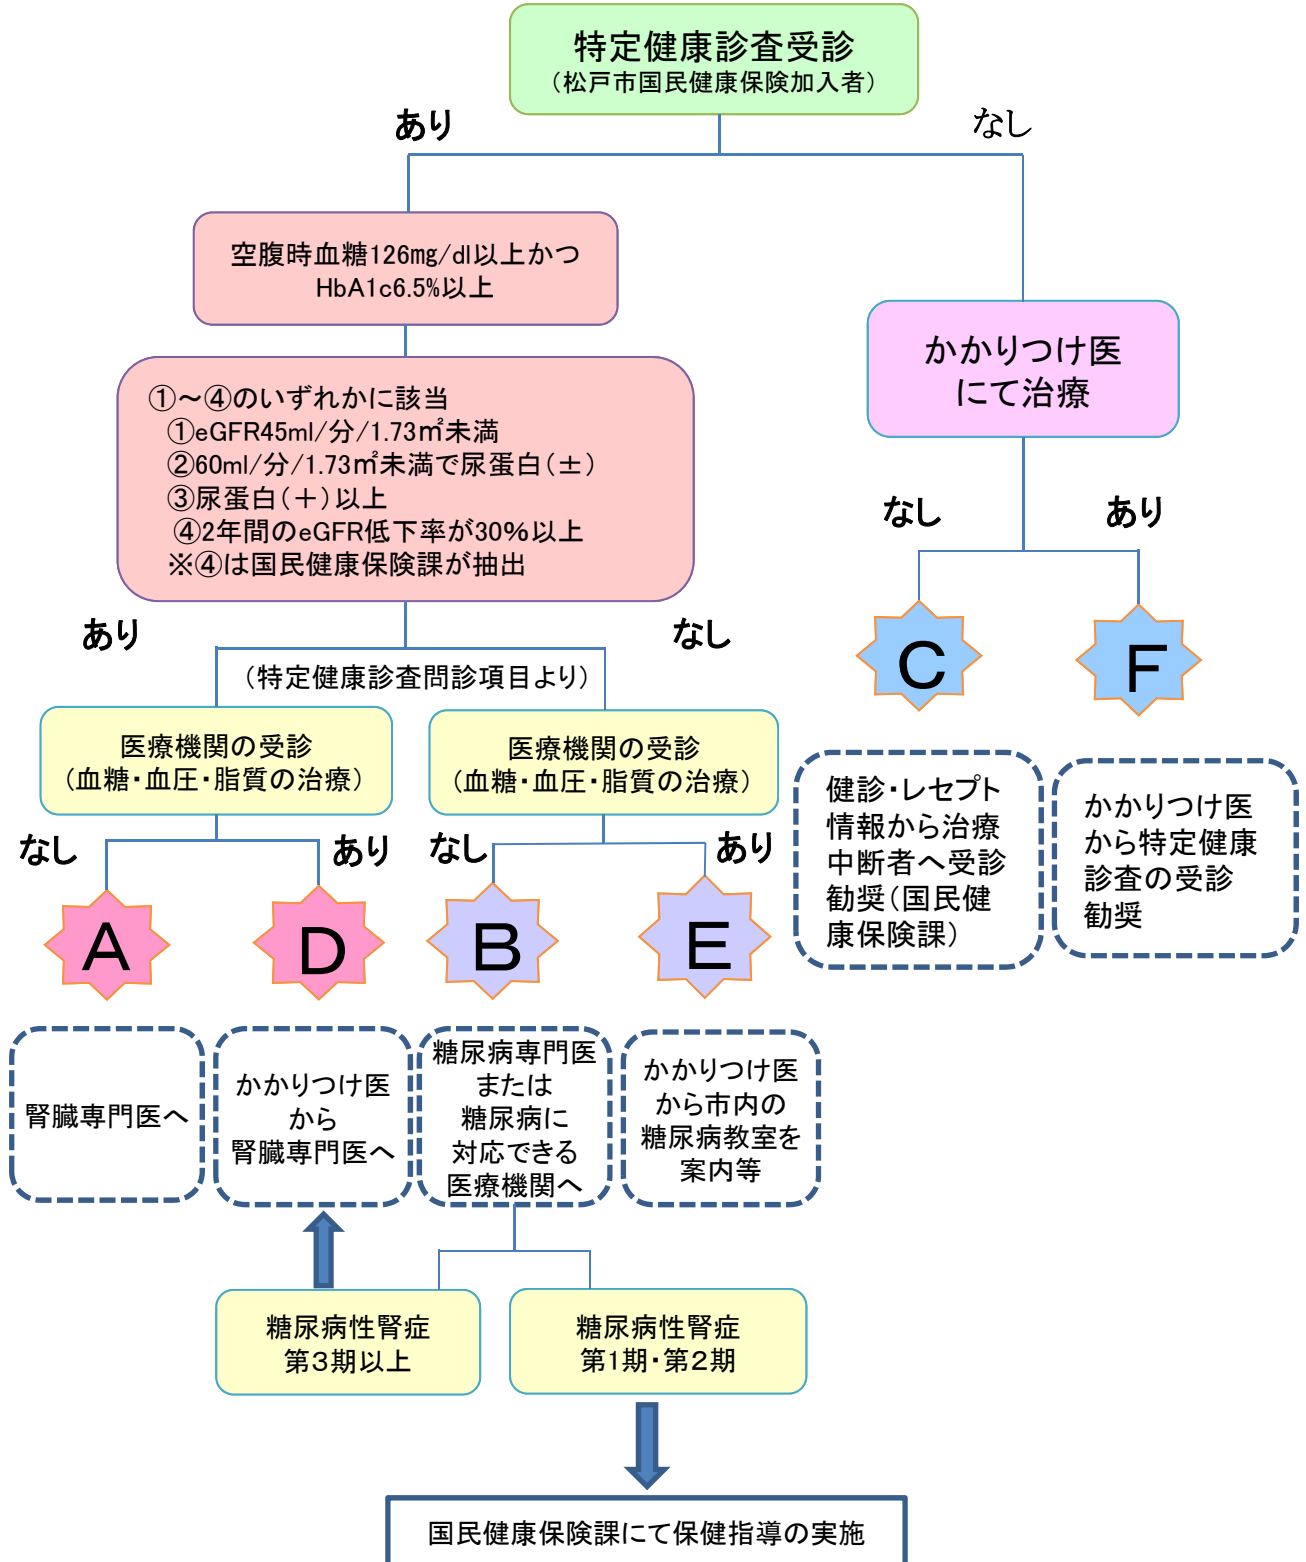 特定健康診査受診
（松戸市国民健康保険加入者）
あり
なし
空腹時血糖126㎎/dl以上かつ
HbA1c6.5%以上
①～④のいずれかに該当
①eGFR45ml/分/1.73㎡未満
②60ml/分/1.73㎡未満で尿蛋白（±）
③尿蛋白（＋）以上
④2年間のeGFR低下率が30%以上
※④は国民健康保険課が抽出
かかりつけ医
にて治療
なし
あり
C
F
健診・レセプト
情報から治療
中断者へ受診
勧奨（国民健
康保険課）
かかりつけ医
から特定健康
診査の受診
勧奨
あり
なし
（特定健康診査問診項目より）
医療機関の受診
（血糖・血圧・脂質の治療）
医療機関の受診
（血糖・血圧・脂質の治療）
なし
あり
なし
あり
A
D
B
E
腎臓専門医へ
かかりつけ医
から
腎臓専門医へ
糖尿病専門医
または
糖尿病に
対応できる
医療機関へ
かかりつけ医
から市内の
糖尿病教室を
案内等
糖尿病性腎症
第３期以上
糖尿病性腎症
第1期・第２期
国民健康保険課にて保健指導の実施